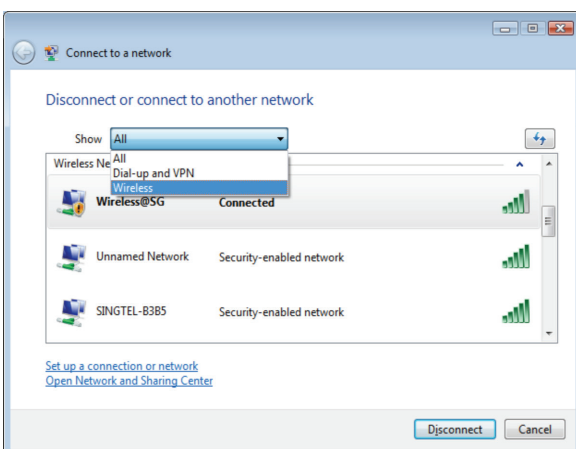 Connect to a network
Disconnect or connect to another network
Show All
All
Dial-up and VPN
Wireless
Wireless Ne
Wireless@SG Connected
Unnamed Network Security-enabled network
SINGTEL-B3B5 Security-enabled network
Set up a connection or network
Open Network and Sharing Center
Disconnect Cancel